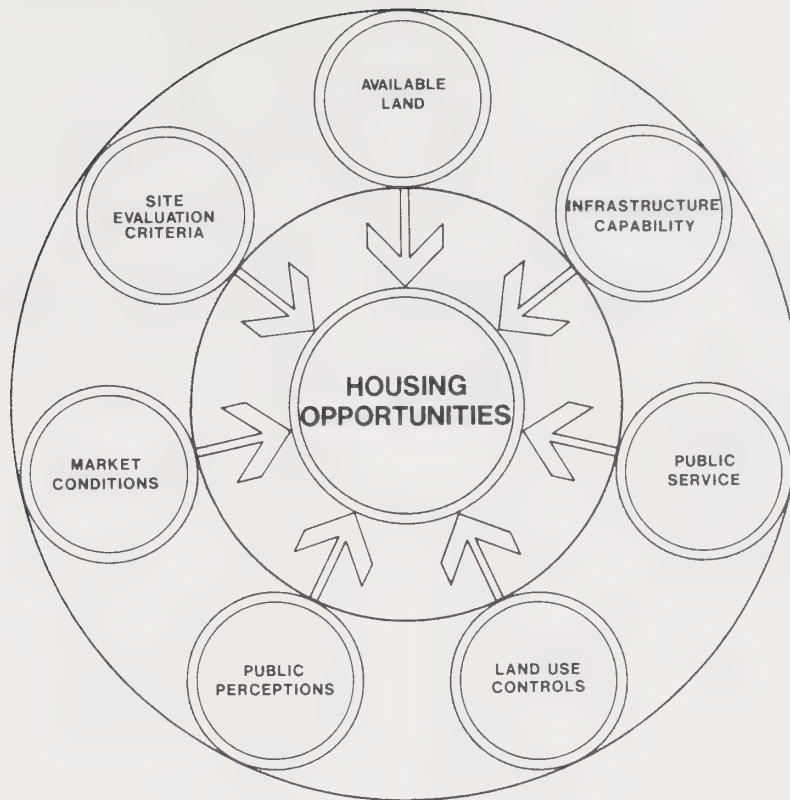 AVAILABLE
LAND
SITE
EVALUATION
CRITERIA
INFRASTRUCTURE
CAPABILITY
HOUSING
OPPORTUNITIES
MARKET
CONDITIONS
PUBLIC
SERVICE
PUBLIC
PERCEPTIONS
LAND USE
CONTROLS